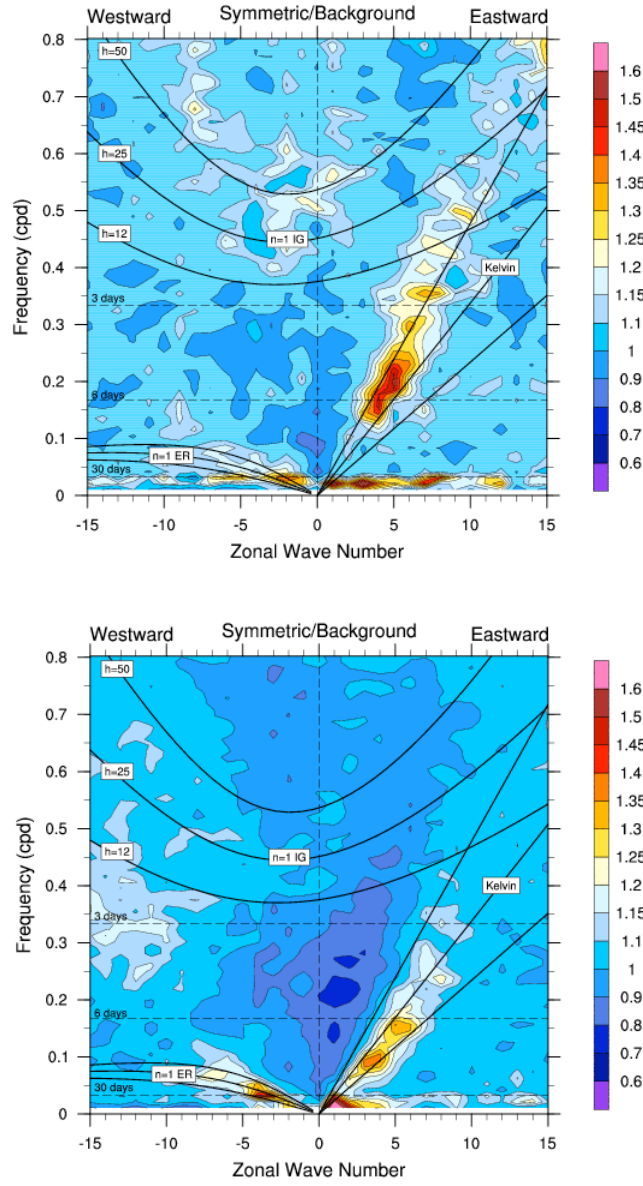 Westward Symmetric/Background Eastward
0.8
0.7
0.6
0.5
0.4
0.3
0.2
0.1
0
Frequency (cpd)
h=50
h=25
h=12
n=1 IG
Kelvin
3 days
6 days
n=1 ER
30 days
-15 -10 -5 0 5 10 15
Zonal Wave Number
1.6
1.5
1.45
1.4
1.35
1.3
1.25
1.2
1.15
1.1
1
0.9
0.8
0.7
0.6
Westward Symmetric/Background Eastward
0.8
0.7
0.6
0.5
0.4
0.3
0.2
0.1
0
Frequency (cpd)
h=50
h=25
h=12
n=1 IG
Kelvin
3 days
6 days
n=1 ER
30 days
-15 -10 -5 0 5 10 15
Zonal Wave Number
1.6
1.5
1.45
1.4
1.35
1.3
1.25
1.2
1.15
1.1
1
0.9
0.8
0.7
0.6